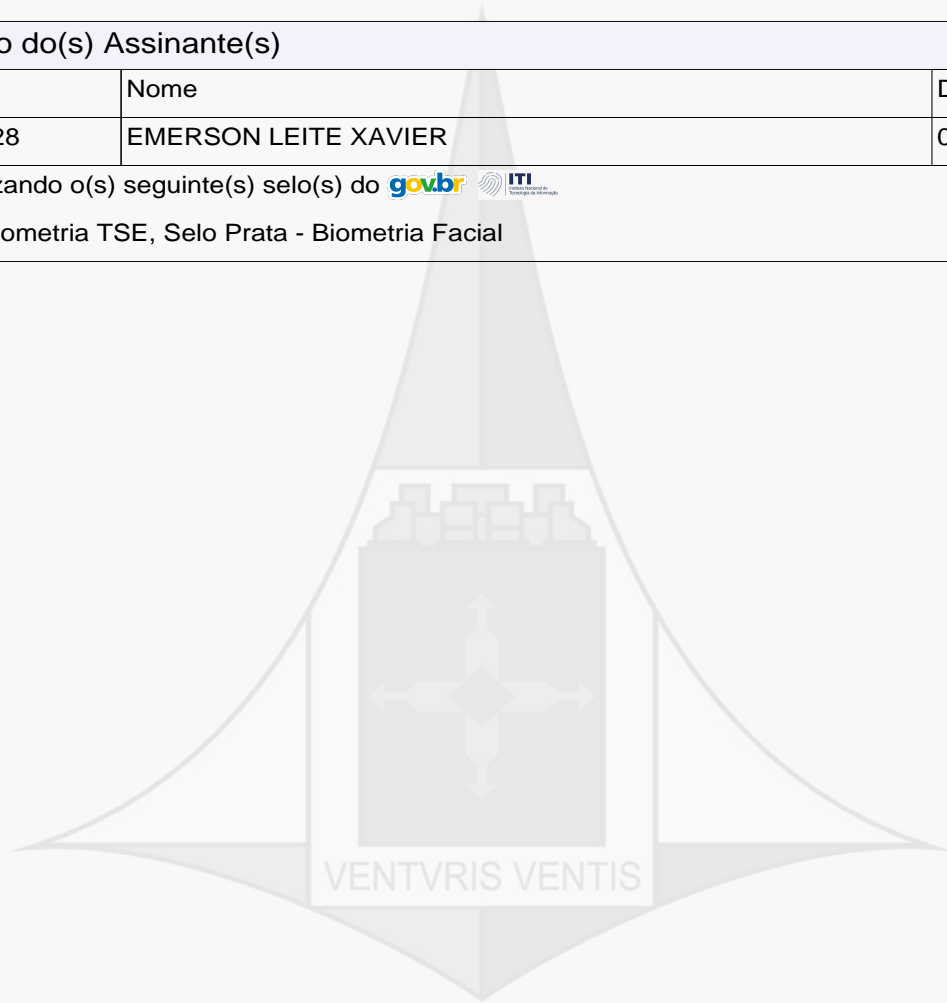 o do(s) Assinante(s)
Nome D
28 EMERSON LEITE XAVIER 0
zando o(s) seguinte(s) selo(s) do gov.br ITI
ometria TSE, Selo Prata - Biometria Facial
VENTVRIS VENTIS